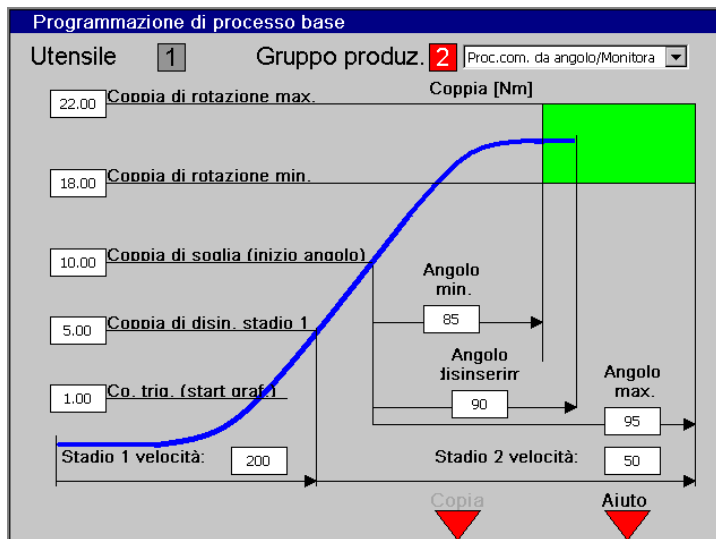 Programmazione di processo base
Utensile 1 Gruppo produz. 2 Proc.com. da angolo/Monitora
Coppia [Nm]
22.00 Coppia di rotazione max.
18.00 Coppia di rotazione min.
10.00 Coppia di soglia (inizio angolo)
Angolo
min.
85
5.00 Coppia di disin. stadio 1
Angolo
disinserim
90
Angolo
max.
95
1.00 Co. trig. (start graf.)
Stadio 1 velocità: 200 Stadio 2 velocità: 50
Copia Aiuto